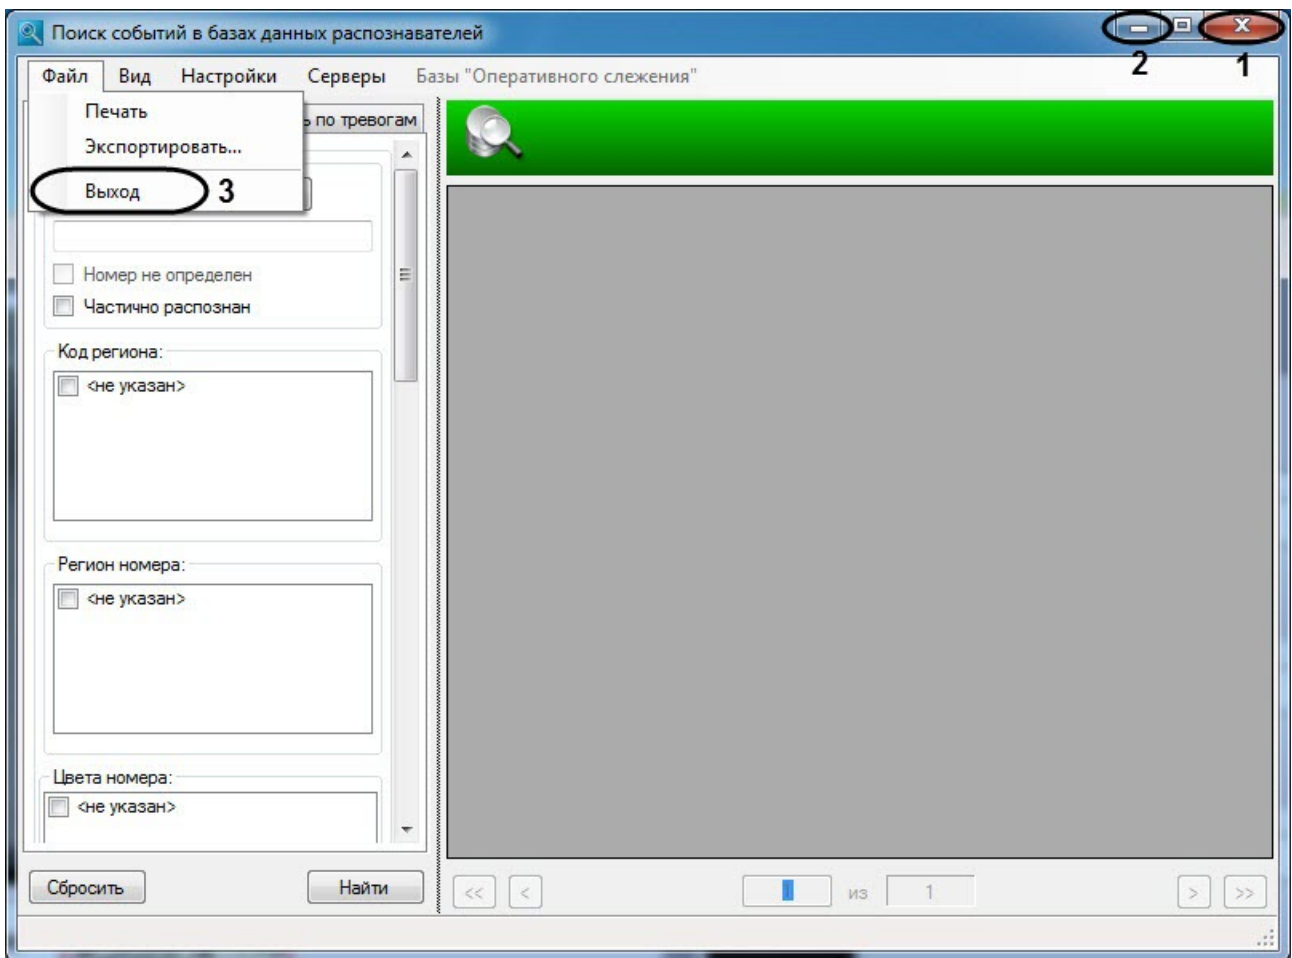 Поиск событий в базах данных распознавателей
2
1
Файл Вид Настройки Серверы Базы "Оперативного слежения"
Печать
по тревогам
Экспортировать...
Выход
3
Номер не определен
Частично распознан
Код региона:
<не указан>
Регион номера:
<не указан>
Цвета номера:
<не указан>
Сбросить
Найти
<<
<
1
из
1
>
>>